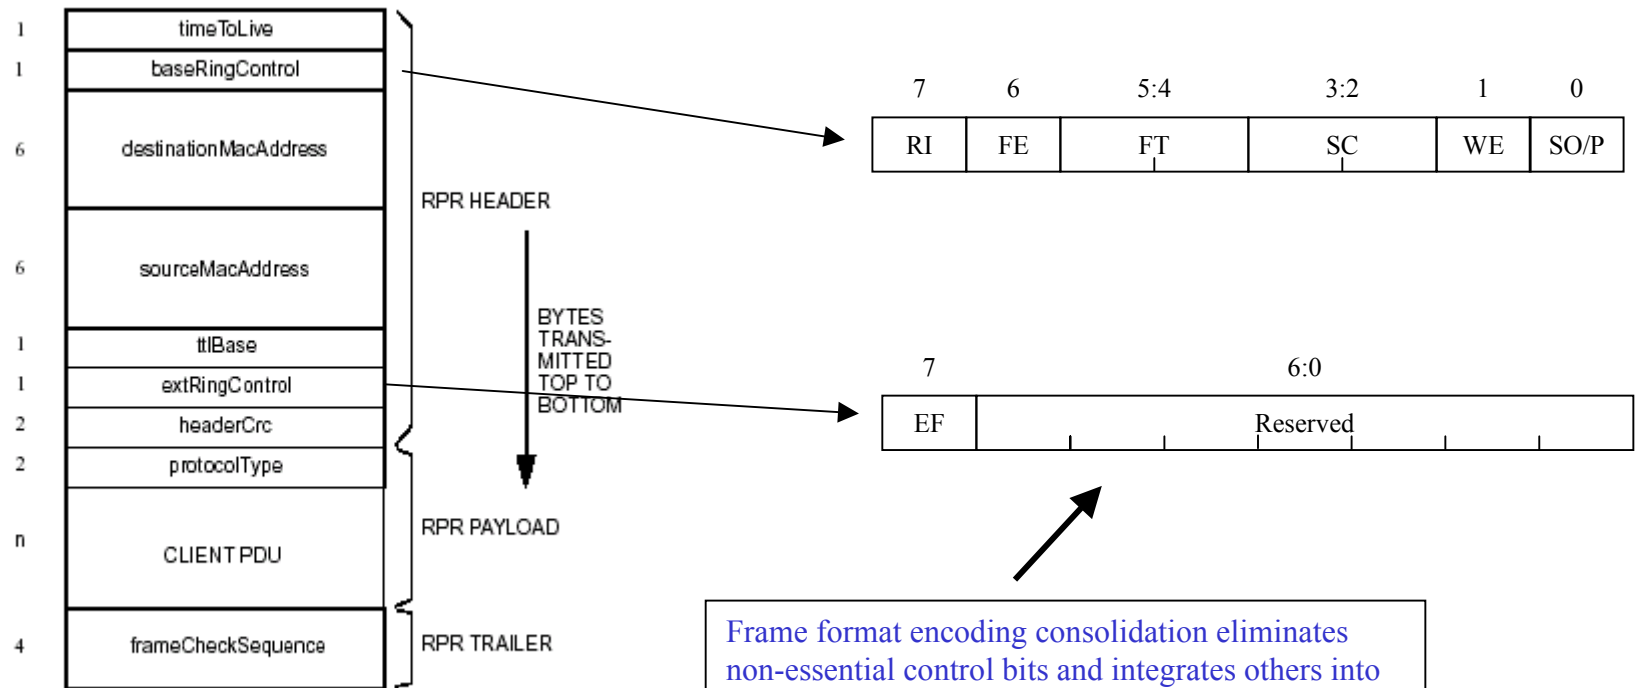 1 timeToLive
1 baseRingControl
6 destinationMacAddress
6 sourceMacAddress
1 ttlBase
1 extRingControl
2 headerCrc
2 protocolType
n CLIENT PDU
4 frameCheckSequence
RPR HEADER
BYTES
TRANS-
MITTED
TOP TO
BOTTOM
RPR PAYLOAD
RPR TRAILER
7 6 5:4 3:2 1 0
RI FE FT SC WE SO/P
7 6:0
EF Reserved
Frame format encoding consolidation eliminates
non-essential control bits and integrates others into